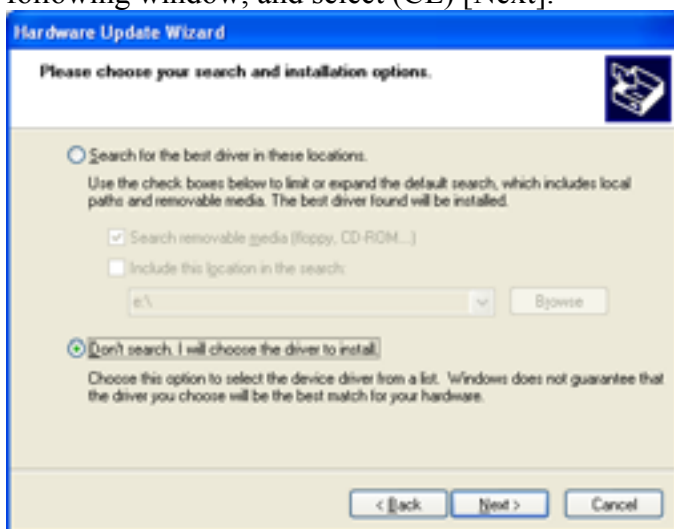 following window, and select (CL) [Next].
Hardware Update Wizard
Please choose your search and installation options.
Search for the best driver in these locations.
Use the check boxes below to limit or expand the default search, which includes local
paths and removable media. The best driver found will be installed.
Search removable media (floppy, CD-ROM...)
Include this location in the search:
e:\
Browse
Don't search. I will choose the driver to install.
Choose this option to select the device driver from a list. Windows does not guarantee that
the driver you choose will be the best match for your hardware.
< Back Next > Cancel